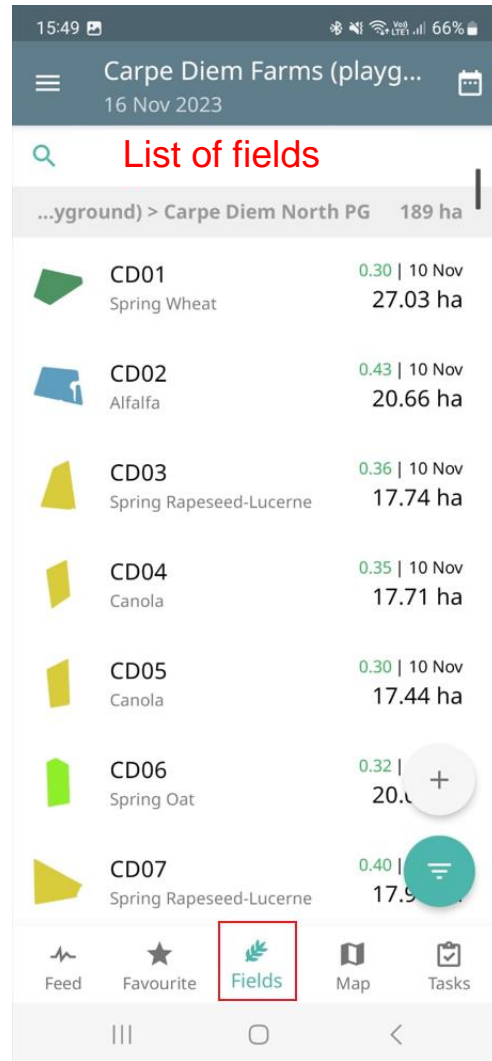 15:49 66%
Carpe Diem Farms (playg...
16 Nov 2023
List of fields
...yground) > Carpe Diem North PG 189 ha
CD01 0.30 | 10 Nov
Spring Wheat 27.03 ha
CD02 0.43 | 10 Nov
Alfalfa 20.66 ha
CD03 0.36 | 10 Nov
Spring Rapeseed-Lucerne 17.74 ha
CD04 0.35 | 10 Nov
Canola 17.71 ha
CD05 0.30 | 10 Nov
Canola 17.44 ha
CD06 0.32 |
Spring Oat
CD07 0.40 |
Spring Rapeseed-Lucerne
Feed Favourite Fields Map Tasks